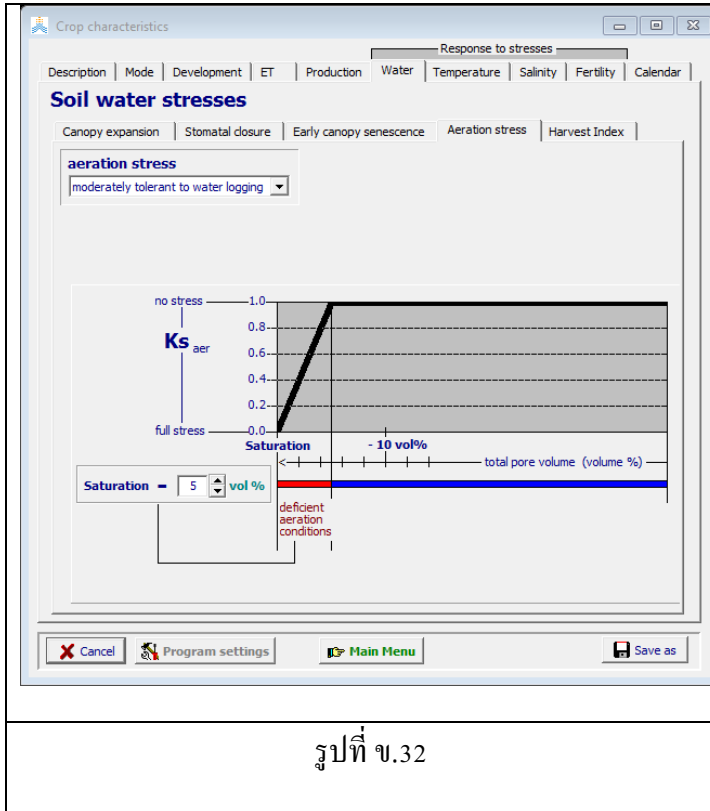 Crop characteristics
Response to stresses
Description Mode Development ET Production Water Temperature Salinity Fertility Calendar
Soil water stresses
Canopy expansion Stomatal closure Early canopy senescence Aeration stress Harvest Index
aeration stress
moderately tolerant to water logging
no stress 1.0
0.8
Ks aer
0.6
0.4
0.2
full stress 0.0
Saturation - 10 vol%
total pore volume (volume %)
Saturation - 5 vol %
deficient
aeration
conditions
Cancel Program settings Main Menu Save as
รูปที่ ข.32